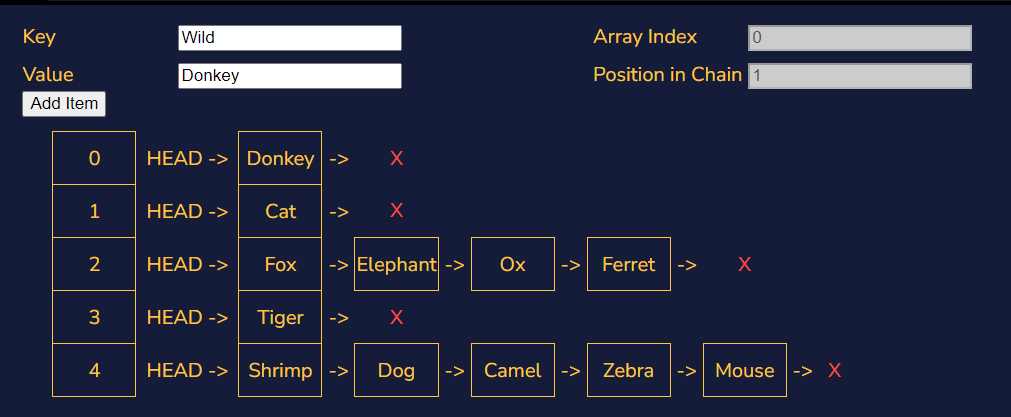 Key Wild Array Index 0
Value Donkey Position in Chain 1
Add Item
0 HEAD -> Donkey -> X
1 HEAD -> Cat -> X
2 HEAD -> Fox -> Elephant -> Ox -> Ferret -> X
3 HEAD -> Tiger -> X
4 HEAD -> Shrimp -> Dog -> Camel -> Zebra -> Mouse -> X